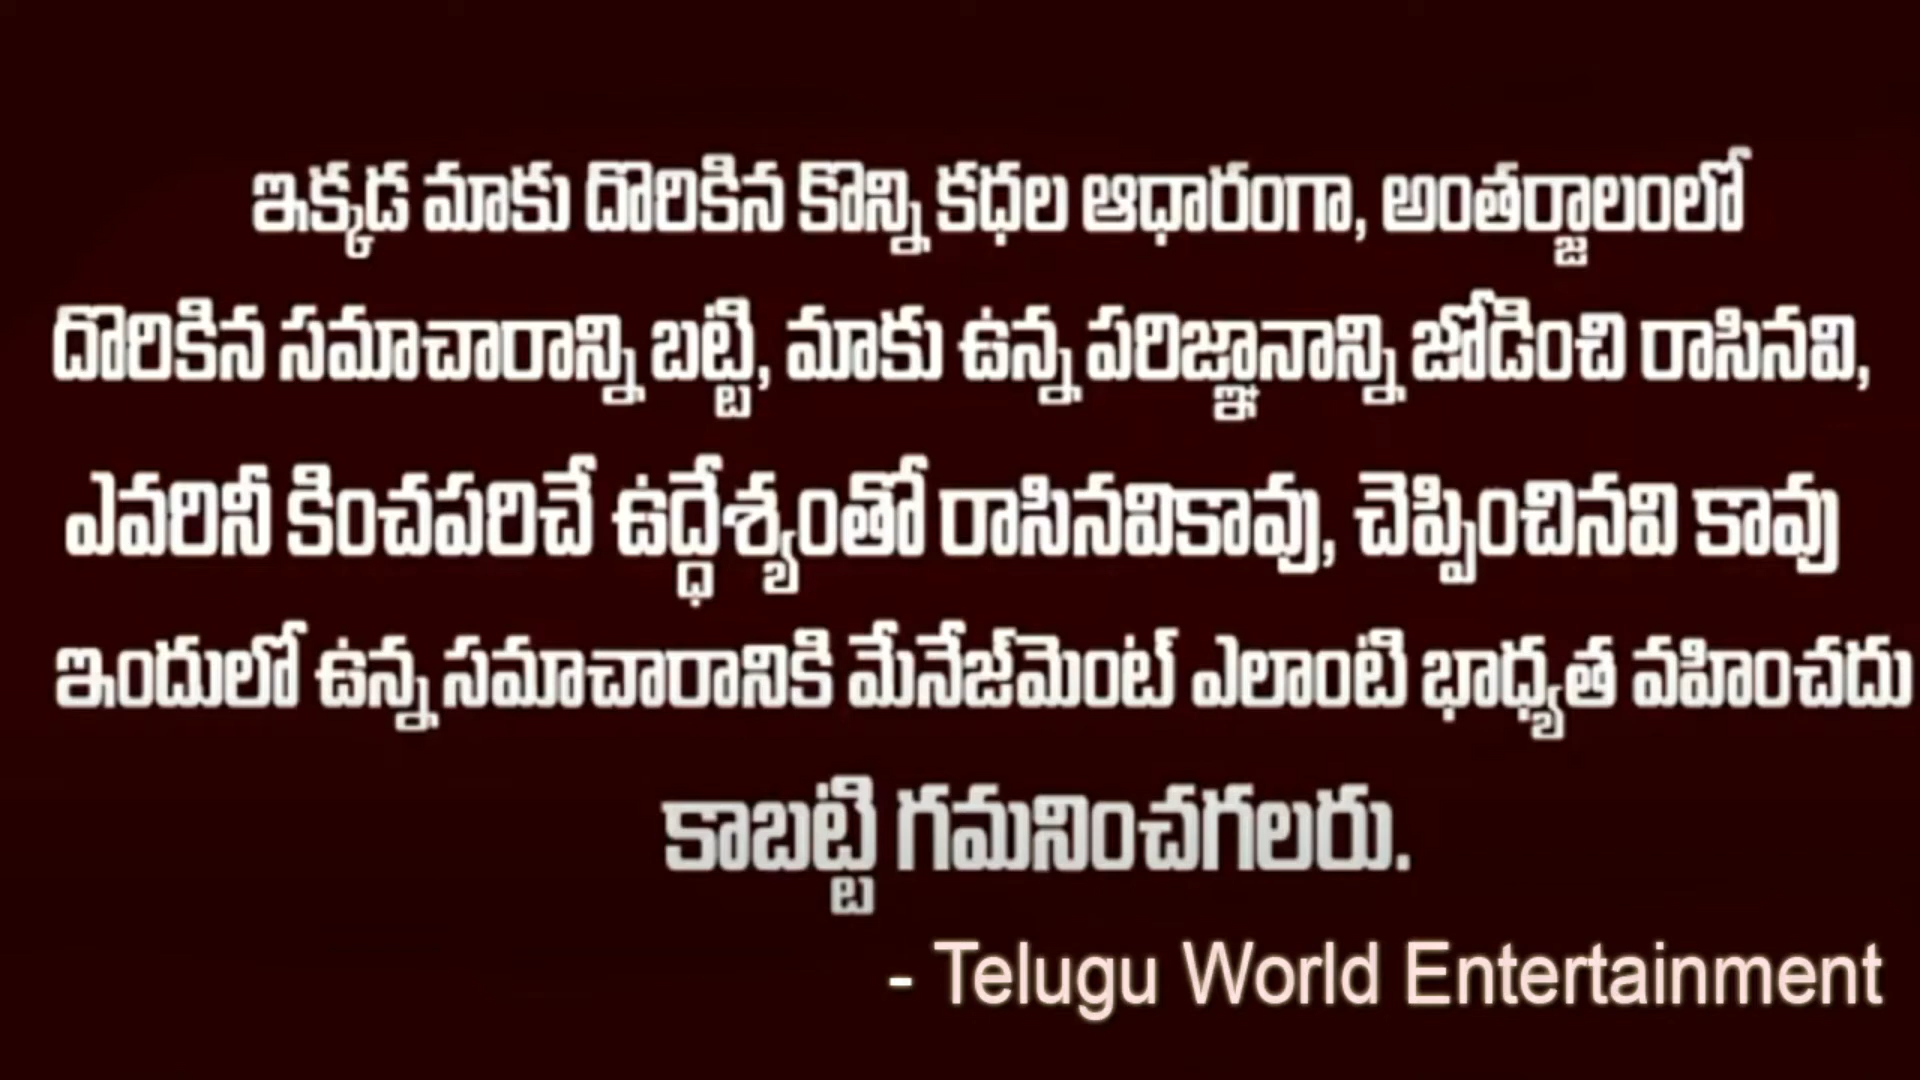 ఇక్కడ మాకు దొరికిన కొన్ని కధల ఆధారంగా, అంతర్జాలంలో
దొరికిన సమాచారాన్ని బట్టి, మాకు ఉన్న పరిజ్ఞానాన్ని జోడించి రాసినవి,
ఎవరినీ కించపరిచే ఉద్ధేశ్యంతో రాసినవికావు, చెప్పించినవి కావు
ఇందులో ఉన్న సమాచారానికి మేనేజ్‌మెంట్ ఎలాంటి భాధ్యత వహించదు
కాబట్టి గమనించగలరు.
- Telugu World Entertainment